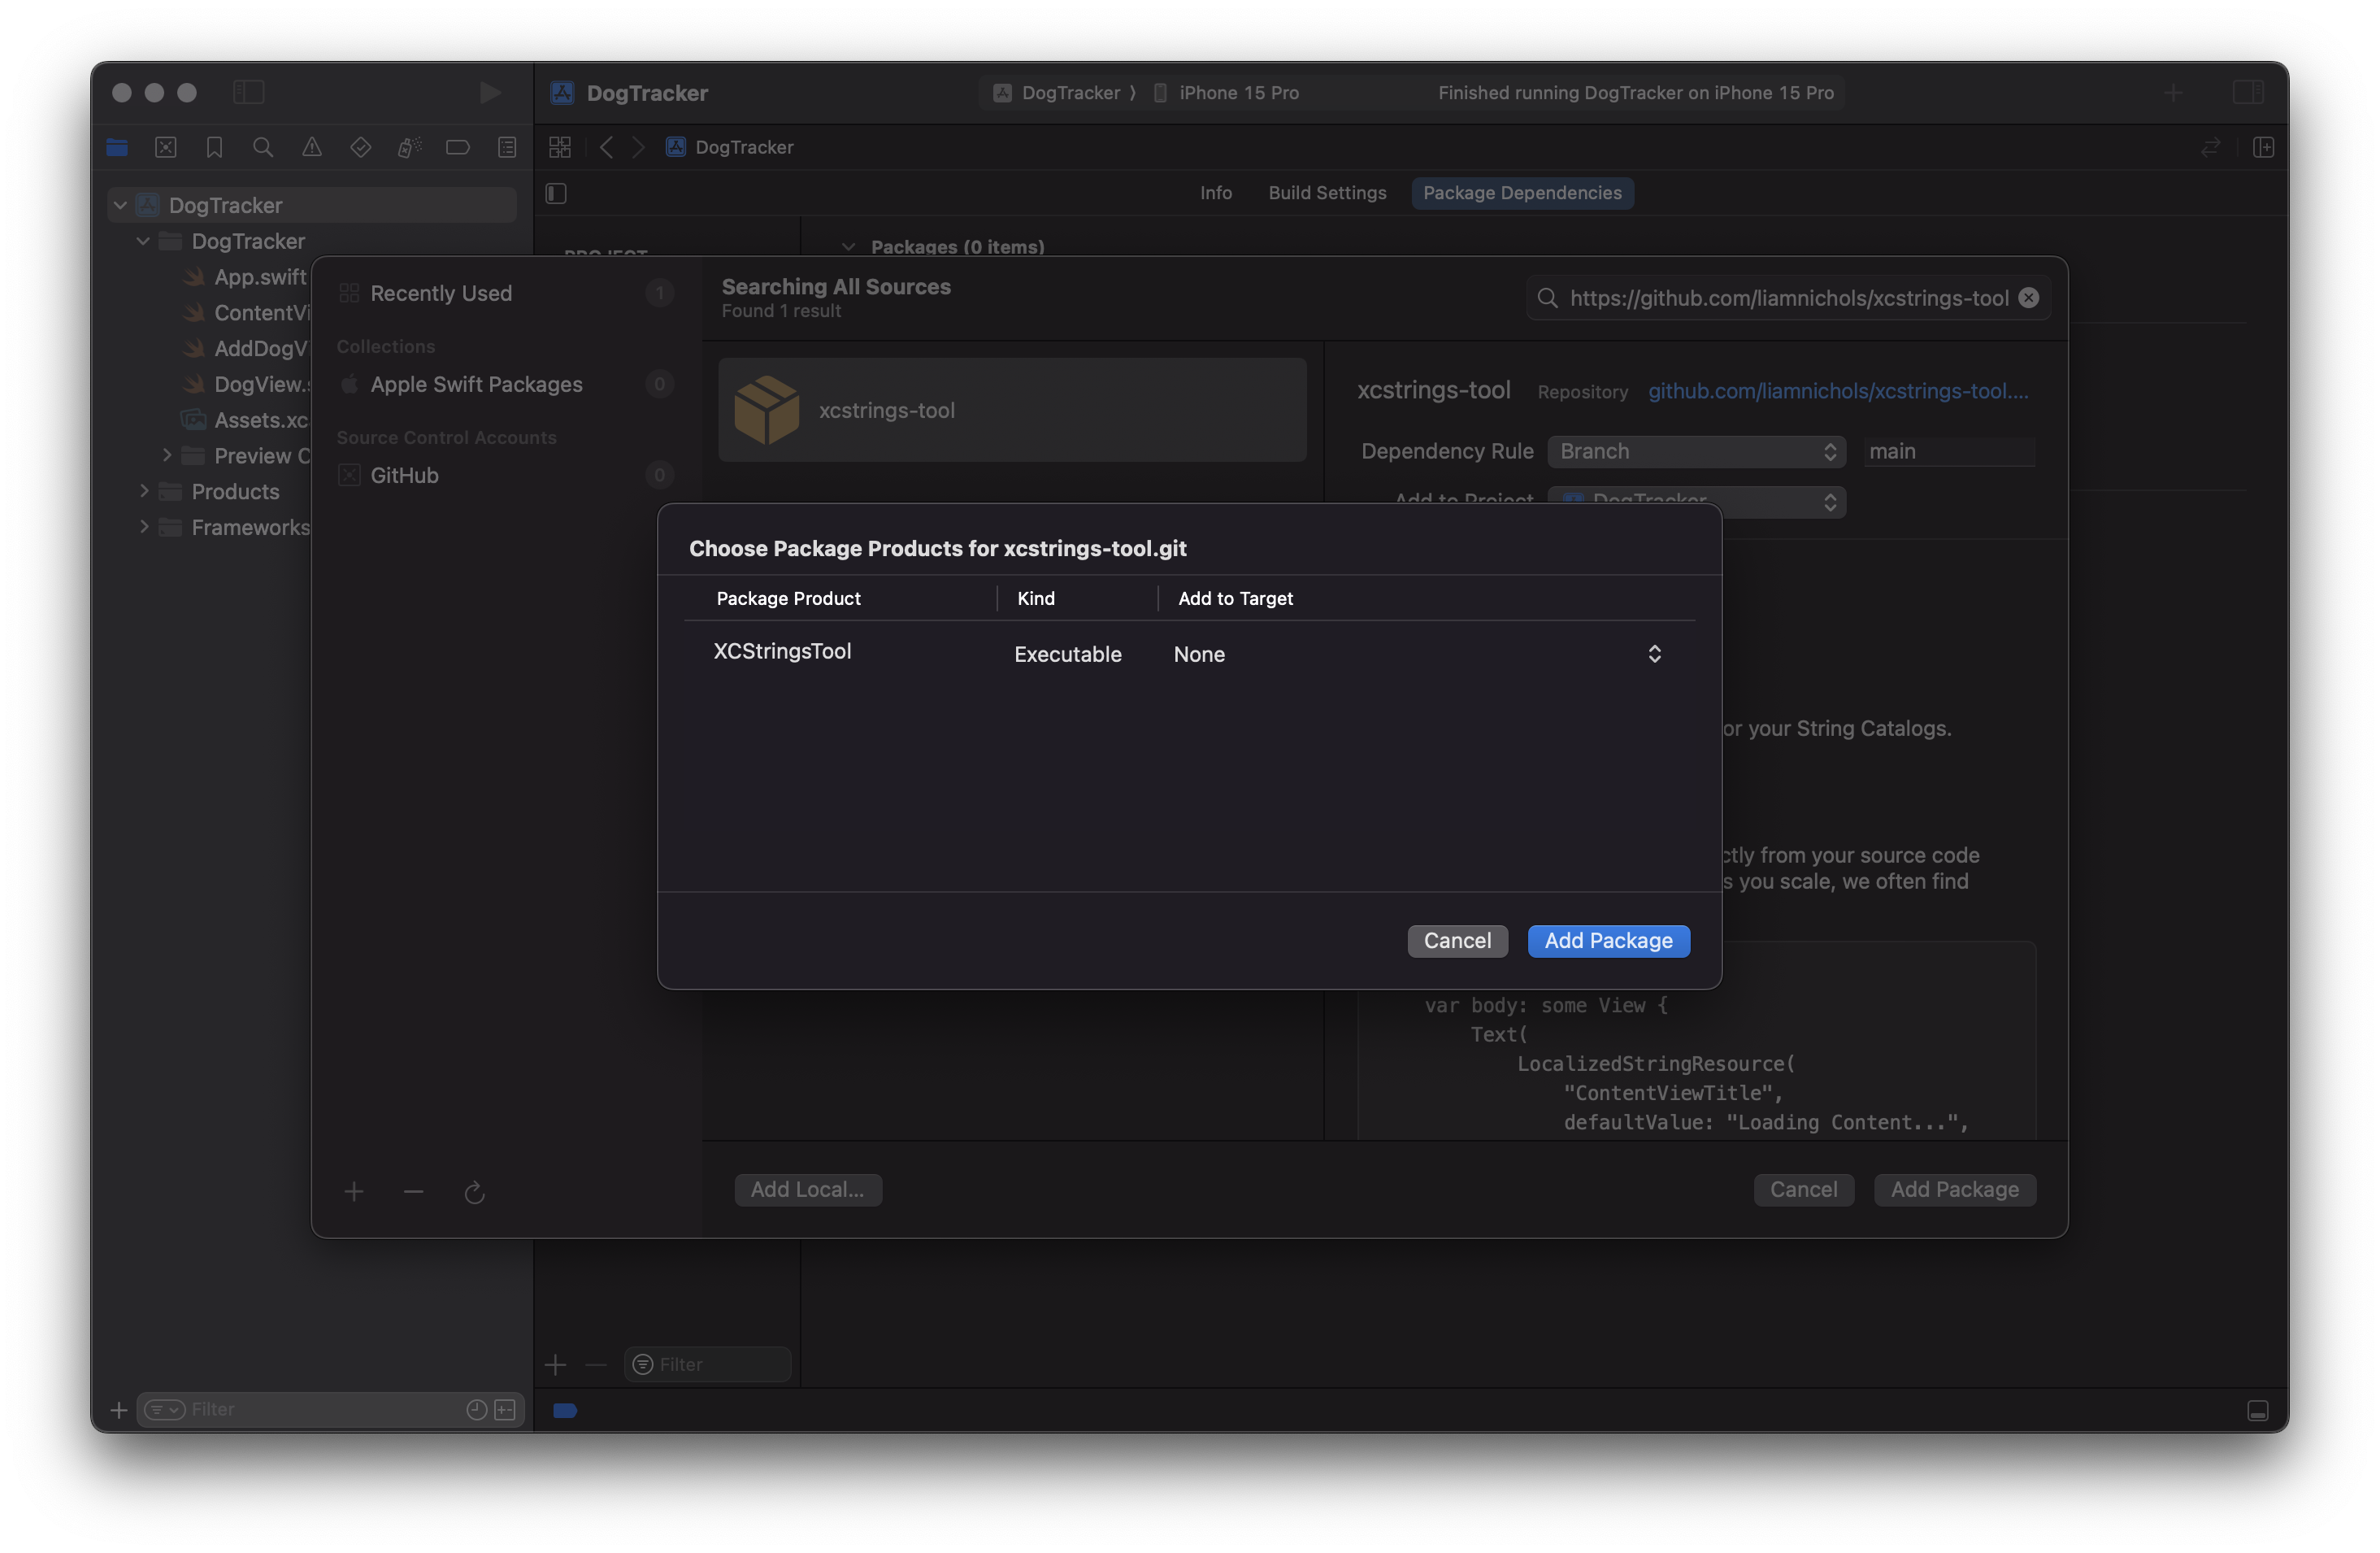 DogTracker
DogTracker 〉 iPhone 15 Pro
Finished running DogTracker on iPhone 15 Pro
DogTracker
Info
Build Settings
Package Dependencies
DogTracker
DogTracker
App.swift
ContentVi
AddDogVi
DogView.s
Assets.xc
Preview C
Products
Frameworks
PROJECT
Packages (0 items)
Recently Used 1
Collections
Apple Swift Packages 0
Source Control Accounts
GitHub 0
Searching All Sources
Found 1 result
https://github.com/liamnichols/xcstrings-tool
xcstrings-tool
xcstrings-tool Repository github.com/liamnichols/xcstrings-tool....
Dependency Rule Branch main
Add to Project DogTracker
Choose Package Products for xcstrings-tool.git
Package Product Kind Add to Target
XCStringsTool Executable None
Cancel Add Package
or your String Catalogs.
ctly from your source code
s you scale, we often find
var body: some View {
Text(
LocalizedStringResource(
"ContentViewTitle",
defaultValue: "Loading Content...",
Add Local...
Cancel Add Package
Filter
Filter